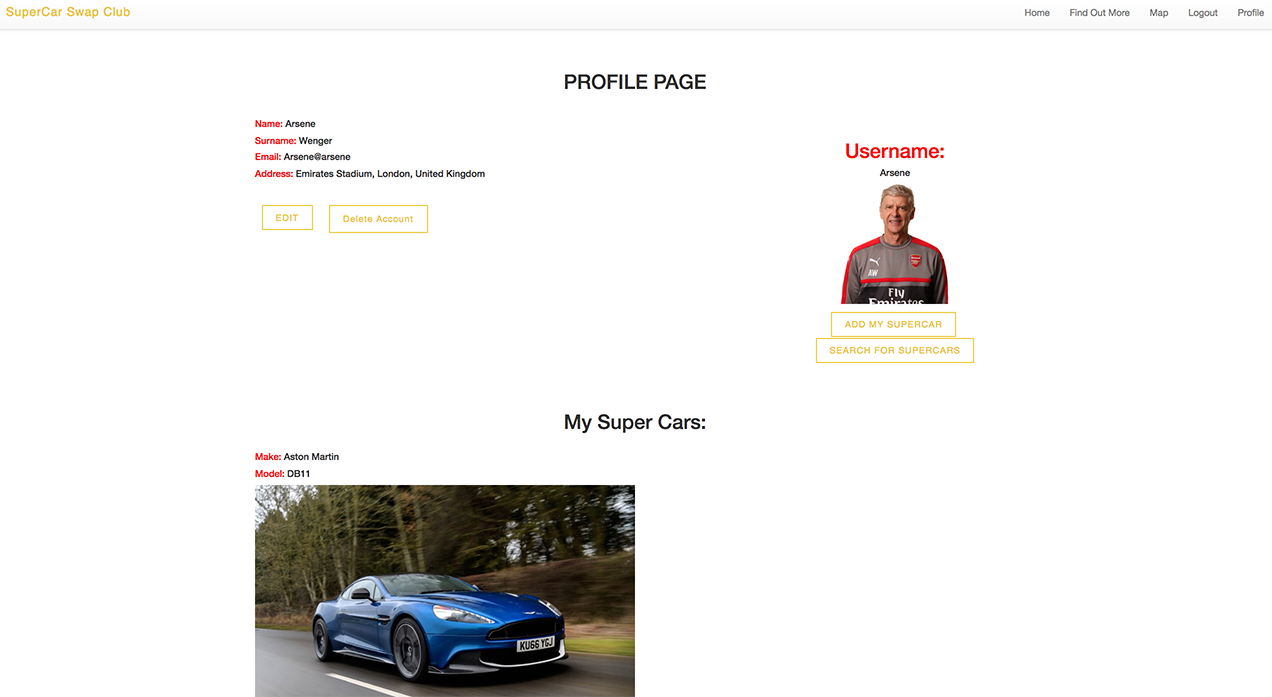 SuperCar Swap Club
Home Find Out More Map Logout Profile
PROFILE PAGE
Name: Arsene
Surname: Wenger
Email: Arsene@arsene
Address: Emirates Stadium, London, United Kingdom
EDIT Delete Account
Username:
Arsene
AW
Fly
Emirates
ADD MY SUPERCAR
SEARCH FOR SUPERCARS
My Super Cars:
Make: Aston Martin
Model: DB11
KU66 YGJ